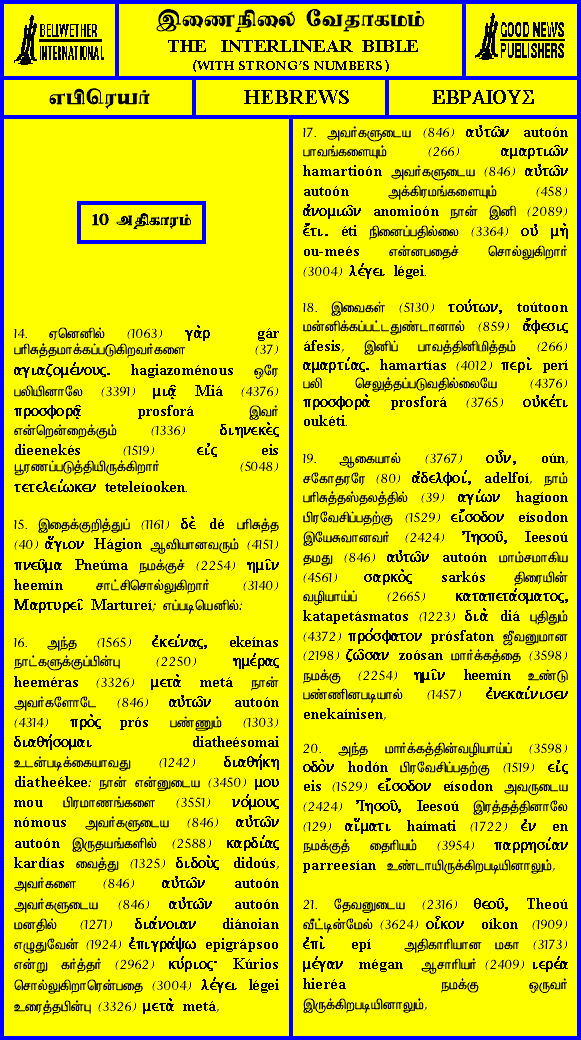 BELLWETHER
INTERNATIONAL
இணைநிலை வேதாகமம்
THE INTERLINEAR BIBLE
(WITH STRONG'S NUMBERS)
GOOD NEWS
PUBLISHERS
எபிரெயர்
HEBREWS
ΕΒΡΑΙΟΥΣ
10 அதிகாரம்
14. ஏனெனில் (1063) γὰρ gár
பரிசுத்தமாக்கப்படுகிறவர்களை (37)
αγιαζομένους. hagiazoménous ஒரே
பலியினாலே (3391) μιᾷ Miá (4376)
προσφορᾷ prosforá இவர்
என்றென்றைக்கும் (1336) διηνεκὲς
dieenekés (1519) εἰς eis
பூரணப்படுத்தியிருக்கிறார் (5048)
τετελείωκεν teteleíooken.
15. இதைக்குறித்துப் (1161) δὲ dé பரிசுத்த
(40) ἅγιον Hágion ஆவியானவரும் (4151)
πνεῦμα Pneúma நமக்குச் (2254) ημῖν
heemín சாட்சிசொல்லுகிறார் (3140)
Μαρτυρεῖ Martureí; எப்படியெனில்:
16. அந்த (1565) ἐκείνας, ekeínas
நாட்களுக்குப்பின்பு (2250) ημέρας
heeméras (3326) μετὰ metá நான்
அவர்களோடே (846) αὐτῶν autoón
(4314) πρὸς prós பண்ணும் (1303)
διαθήσομαι diatheésomai
உடன்படிக்கையாவது (1242) διαθήκη
diatheékee: நான் என்னுடைய (3450) μου
mou பிரமாணங்களை (3551) νόμους
nómous அவர்களுடைய (846) αὐτῶν
autoón இருதயங்களில் (2588) καρδίας
kardías வைத்து (1325) διδοὺς didoús,
அவர்களை (846) αὐτῶν autoón
அவர்களுடைய (846) αὐτῶν autoón
மனதில் (1271) διάνοιαν diánoian
எழுதுவேன் (1924) ἐπιγράψω epigrápsoo
என்று கர்த்தர் (2962) κύριος· Kúrios
சொல்லுகிறாரென்பதை (3004) λέγει légei
உரைத்தபின்பு (3326) μετὰ metá,
17. அவர்களுடைய (846) αὐτῶν autoón
பாவங்களையும் (266) αμαρτιῶν
hamartioón அவர்களுடைய (846) αὐτῶν
autoón அக்கிரமங்களையும் (458)
ἀνομιῶν anomioón நான் இனி (2089)
ἔτι. éti நினைப்பதில்லை (3364) οὐ μὴ
ou-meés என்னபதைச் சொல்லுகிறார்
(3004) λέγει légei.
18. இவைகள் (5130) τούτων, toútoon
மன்னிக்கப்பட்டதுண்டானால் (859) ἄφεσις
áfesis, இனிப் பாவத்தினிமித்தம் (266)
αμαρτίας. hamartías (4012) περὶ perí
பலி செலுத்தப்படுவதில்லையே (4376)
προσφορὰ prosforá (3765) οὐκέτι
oukéti.
19. ஆகையால் (3767) οὖν, oún,
சகோதரரே (80) ἀδελφοί, adelfoí, நாம்
பரிசுத்தஸ்தலத்தில் (39) αγίων hagíoon
பிரவேசிப்பதற்கு (1529) εἴσοδον eísodon
இயேசுவானவர் (2424) Ἰησοῦ, Ieesoú
தமது (846) αὐτῶν autoón மாம்சமாகிய
(4561) σαρκὸς sarkós திரையின்
வழியாய்ப் (2665) καταπετάσματος,
katapetásmatos (1223) διὰ diá புதிதும்
(4372) πρόσφατον prósfaton ஜீவனுமான
(2198) ζῶσαν zoósan மார்க்கத்தை (3598)
நமக்கு (2254) ημῖν heemín உண்டு
பண்ணினபடியால் (1457) ἐνεκαίνισεν
enekaínisen,
20. அந்த மார்க்கத்தின்வழியாய்ப் (3598)
οδὸν hodón பிரவேசிப்பதற்கு (1519) εἰς
eis (1529) εἴσοδον eísodon அவருடைய
(2424) Ἰησοῦ, Ieesoú இரத்தத்தினாலே
(129) αἵματι haímati (1722) ἐν en
நமக்குத் தைரியம் (3954) παρρησίαν
parreesían உண்டாயிருக்கிறபடியினாலும்,
21. தேவனுடைய (2316) θεοῦ, Theoú
வீட்டின்மேல் (3624) οἶκον oíkon (1909)
ἐπὶ epí அதிகாரியான மகா (3173)
μέγαν mégan ஆசாரியர் (2409) ιερέα
hieréa நமக்கு ஒருவர்
இருக்கிறபடியினாலும்,